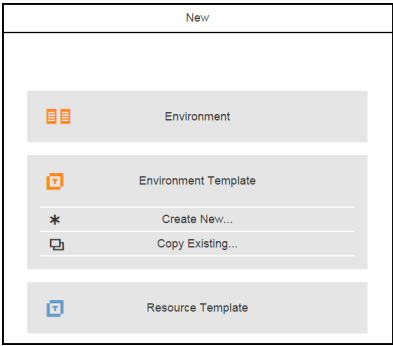 New
Environment
Environment Template
Create New...
Copy Existing...
Resource Template